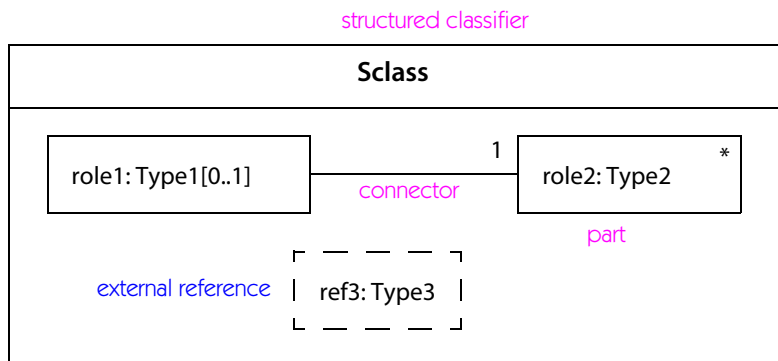 structured classifier
Sclass
role1: Type1[0..1]
1
connector
role2: Type2
*
part
external reference
ref3: Type3